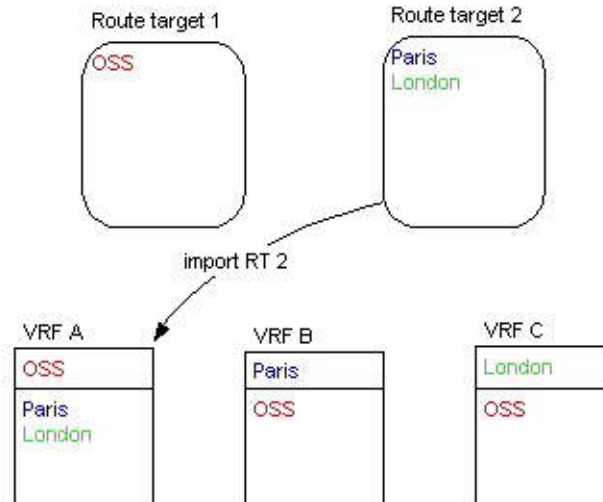 Route target 1
Route target 2
OSS
Paris
London
import RT 2
VRF A
OSS
Paris
London
VRF B
Paris
OSS
VRF C
London
OSS